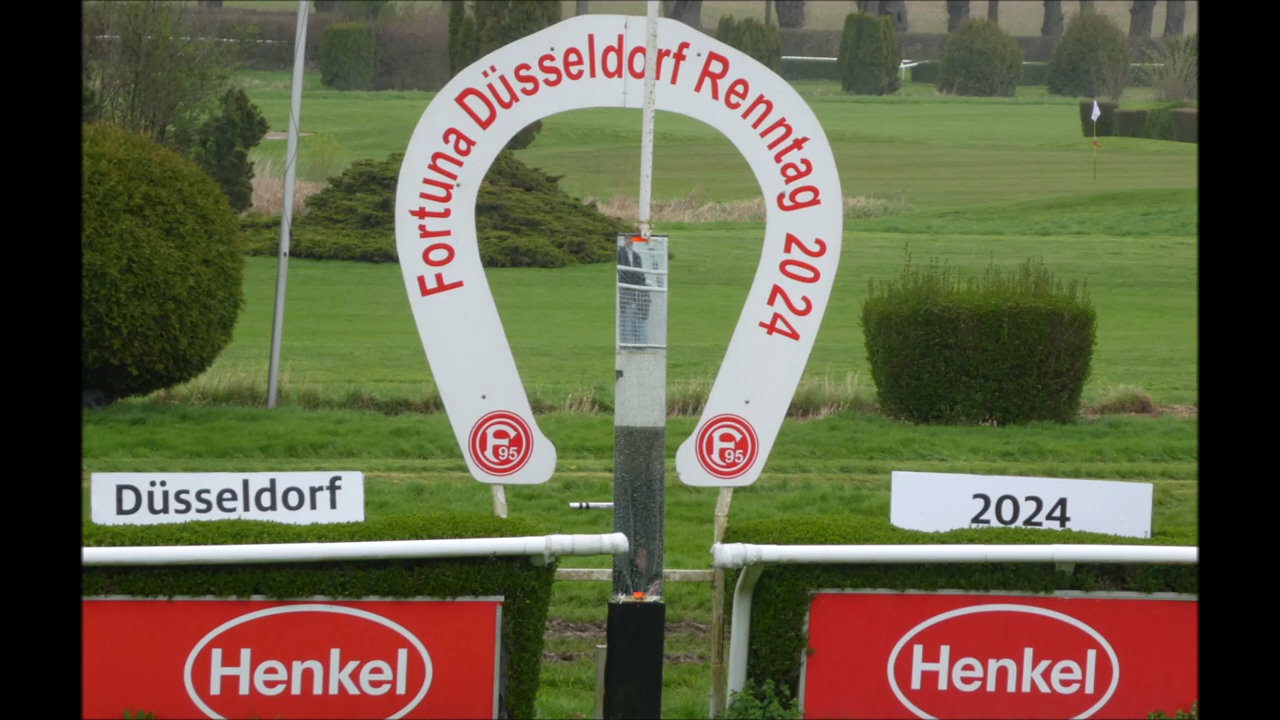 Fortuna Düsseldorf Renntag 2024
F 95
F 95
Düsseldorf
2024
Henkel
Henkel